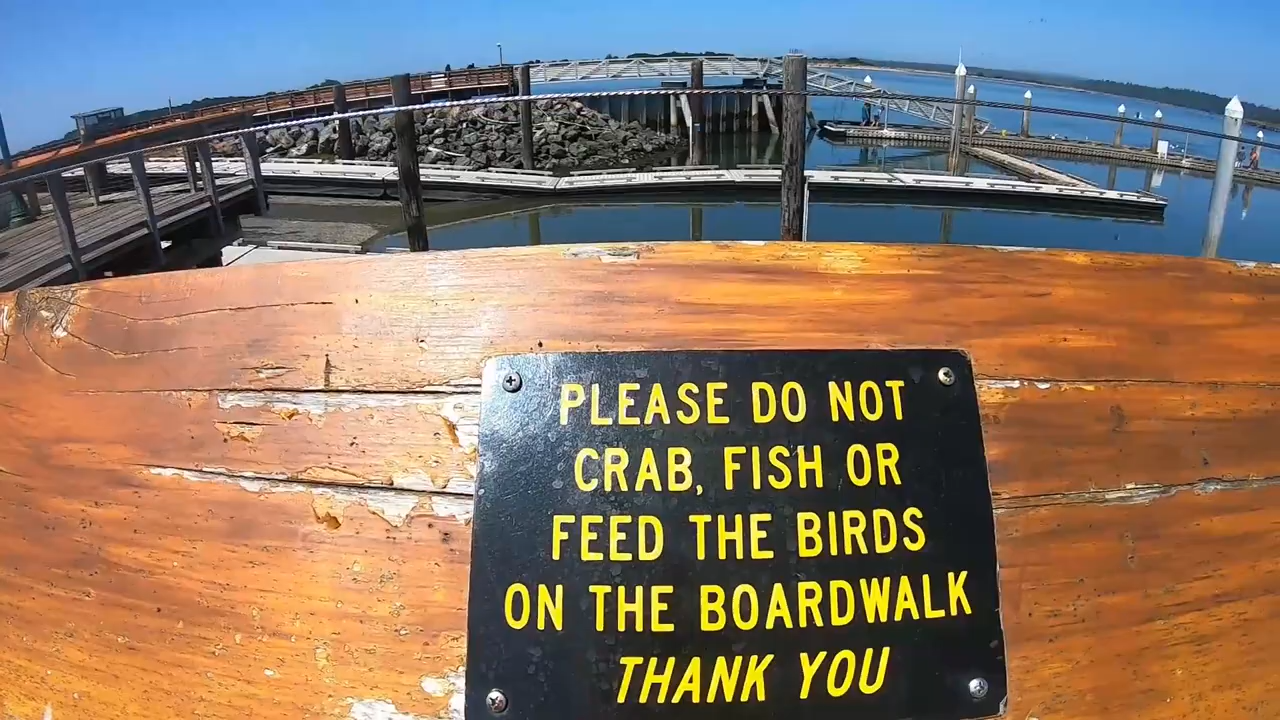 PLEASE DO NOT
CRAB, FISH OR
FEED THE BIRDS
ON THE BOARDWALK
THANK YOU